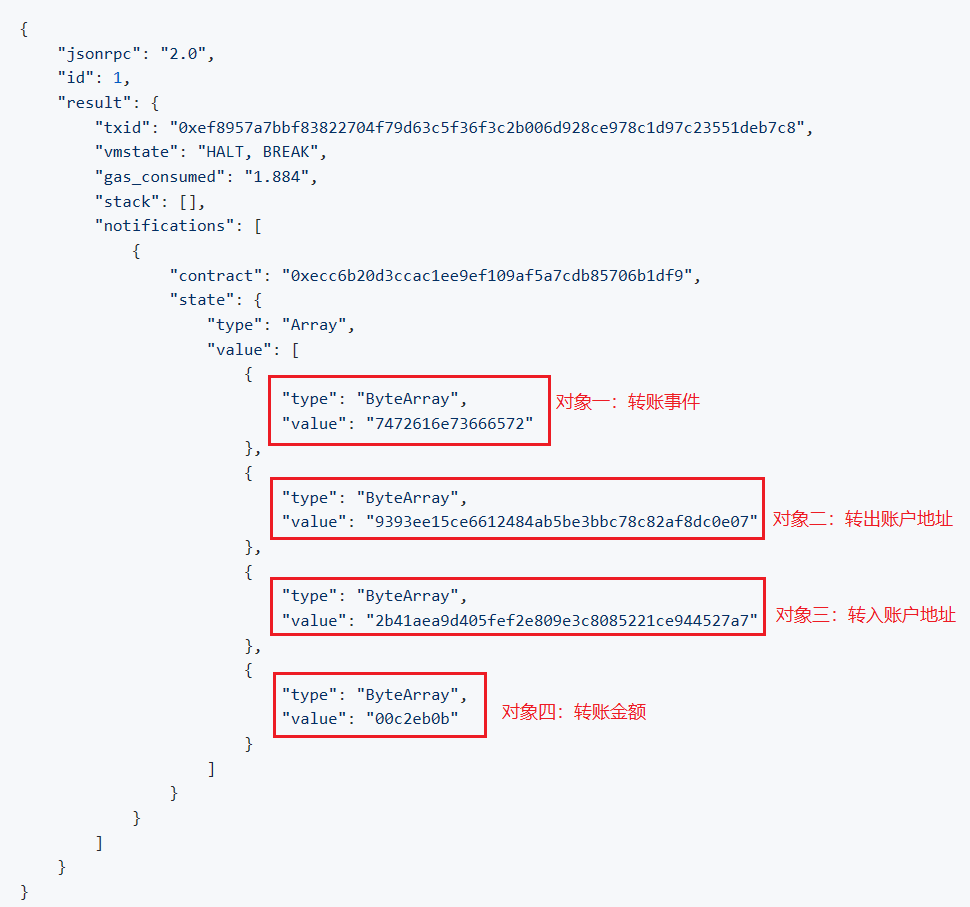 {
"jsonrpc": "2.0",
"id": 1,
"result": {
"txid": "0xef8957a7bbf83822704f79d63c5f36f3c2b006d928ce978c1d97c23551deb7c8",
"vmstate": "HALT, BREAK",
"gas_consumed": "1.884",
"stack": [],
"notifications": [
{
"contract": "0xecc6b20d3ccac1ee9ef109af5a7cdb85706b1df9",
"state": {
"type": "Array",
"value": [
{
"type": "ByteArray", 对象一：转账事件
"value": "7472616e73666572"
},
{
"type": "ByteArray",
"value": "9393ee15ce6612484ab5be3bbc78c82af8dc0e07" 对象二：转出账户地址
},
{
"type": "ByteArray",
"value": "2b41aea9d405fef2e809e3c8085221ce944527a7" 对象三：转入账户地址
},
{
"type": "ByteArray",
"value": "00c2eb0b" 对象四：转账金额
}
]
}
}
]
}
}